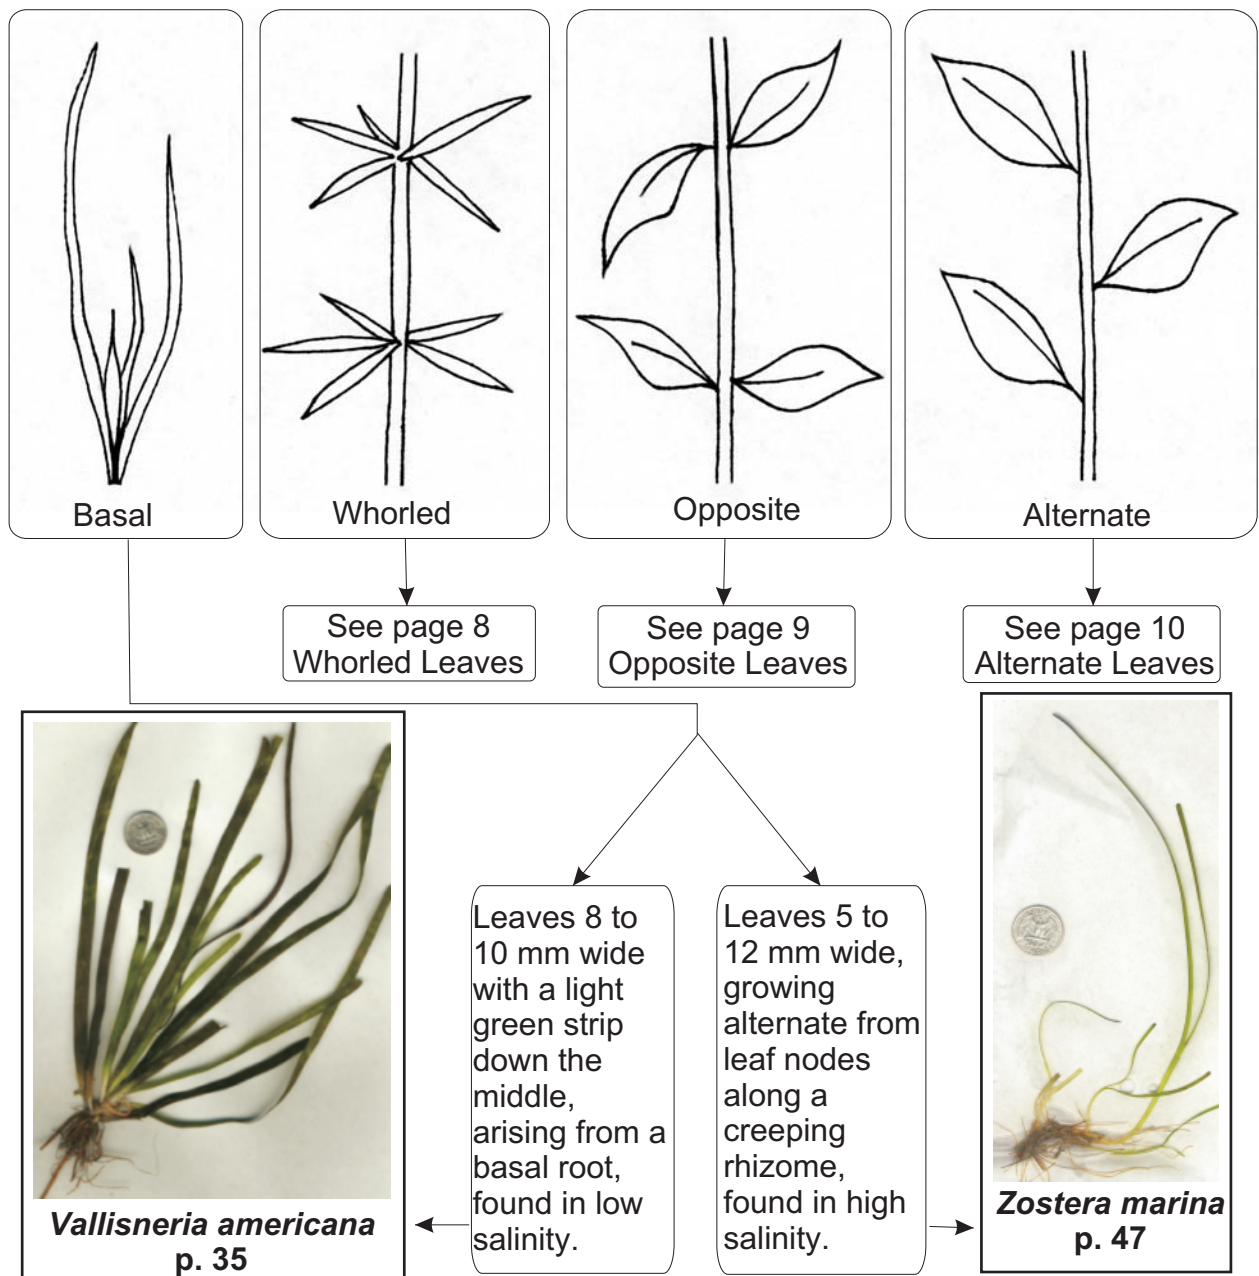 Basal
Whorled
Opposite
Alternate
See page 8
Whorled Leaves
See page 9
Opposite Leaves
See page 10
Alternate Leaves
Leaves 8 to
10 mm wide
with a light
green strip
down the
middle,
arising from a
basal root,
found in low
salinity.
Leaves 5 to
12 mm wide,
growing
alternate from
leaf nodes
along a
creeping
rhizome,
found in high
salinity.
Vallisneria americana
p. 35
Zostera marina
p. 47